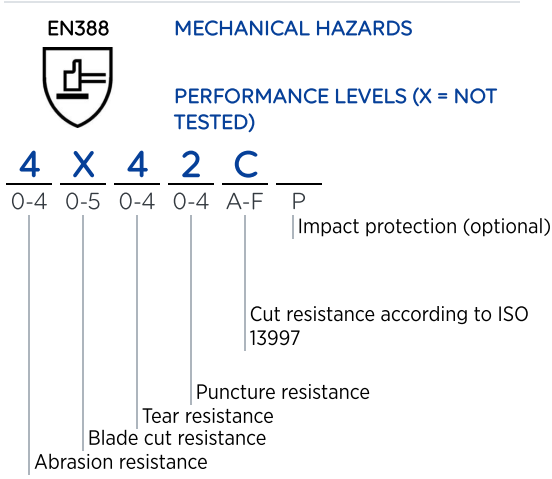 EN388
MECHANICAL HAZARDS
PERFORMANCE LEVELS (X = NOT
TESTED)
4 X 4 2 C
0-4 0-5 0-4 0-4 A-F P
Impact protection (optional)
Cut resistance according to ISO
13997
Puncture resistance
Tear resistance
Blade cut resistance
Abrasion resistance